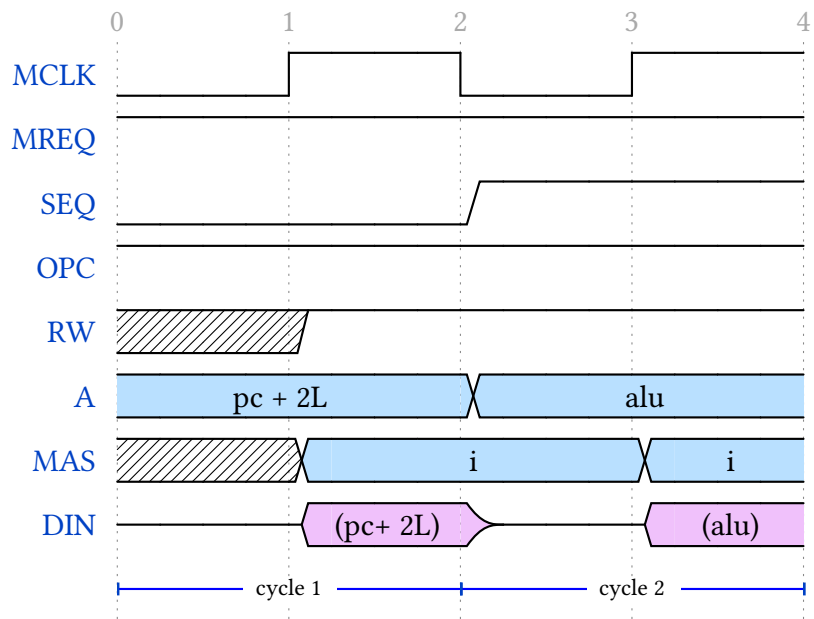 0 1 2 3 4
MCLK
MREQ
SEQ
OPC
RW
A pc + 2L alu
MAS i i
DIN (pc+ 2L) (alu)
cycle 1 cycle 2